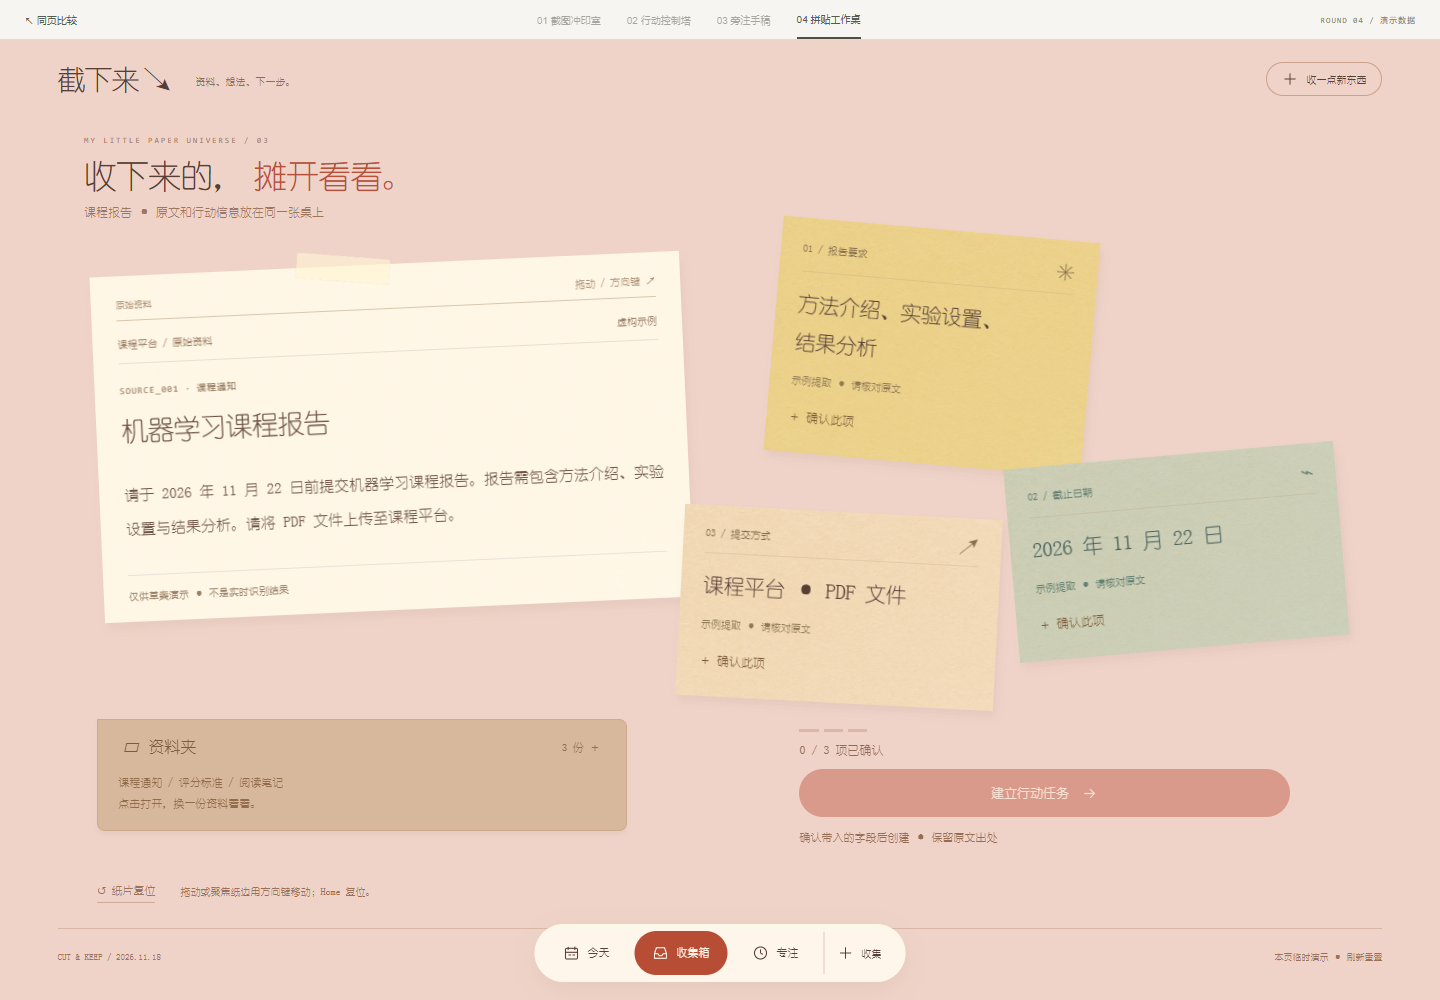 ↖ 同页比较
01 截图冲印室
02 行动控制塔
03 旁注手稿
04 拼贴工作桌
ROUND 04 / 演示数据
截下来
资料、想法、下一步。
+ 收一点新东西
MY LITTLE PAPER UNIVERSE / 03
收下来的， 摊开看看。
课程报告 ● 原文和行动信息放在同一张桌上
原始资料
拖动 / 方向键 ↗
课程平台 / 原始资料
虚构示例
SOURCE_001 · 课程通知
机器学习课程报告
请于 2026 年 11 月 22 日前提交机器学习课程报告。报告需包含方法介绍、实验
设置与结果分析。请将 PDF 文件上传至课程平台。
仅供草案演示 ● 不是实时识别结果
01 / 报告要求
方法介绍、实验设置、
结果分析
示例提取 ● 请核对原文
+ 确认此项
02 / 截止日期
2026 年 11 月 22 日
示例提取 ● 请核对原文
+ 确认此项
03 / 提交方式
课程平台 ● PDF 文件
示例提取 ● 请核对原文
+ 确认此项
资料夹
3 份 +
课程通知 / 评分标准 / 阅读笔记
点击打开，换一份资料看看。
0 / 3 项已确认
建立行动任务 →
确认带入的字段后创建 ● 保留原文出处
↺ 纸片复位
拖动或聚焦纸边用方向键移动；Home 复位。
CUT & KEEP / 2026.11.18
今天
收集箱
专注
+ 收集
本页临时演示 ● 刷新重置